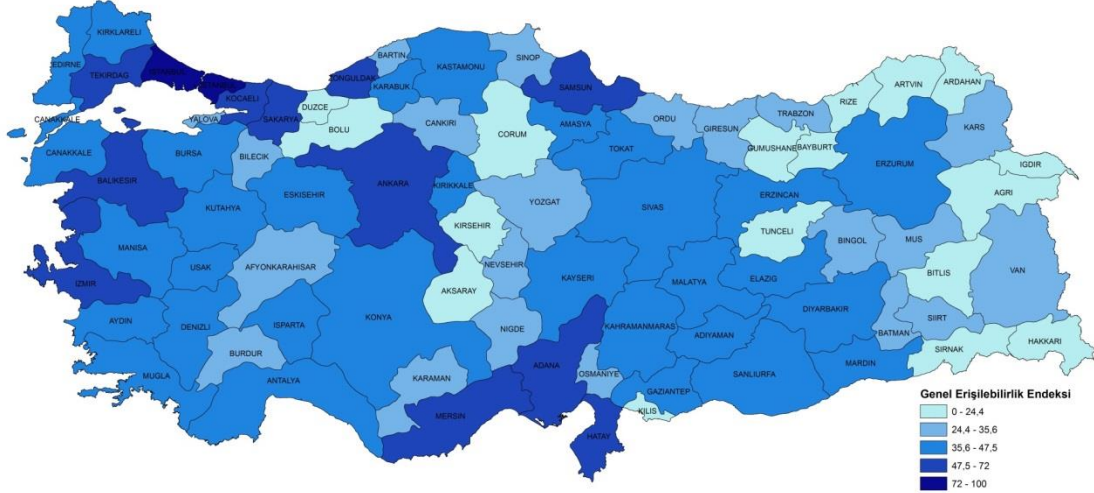 KIRKLARELI
EDIRNE
TEKIRDAG
ISTANBUL
ISTANBUL
KOCAELI
YALOVA
SAKARYA
DUZCE
BOLU
ZONGULDAK
BARTIN
KARABUK
KASTAMONU
SINOP
CANKIRI
CORUM
SAMSUN
AMASYA
TOKAT
ORDU
GIRESUN
TRABZON
GUMUSHANE
BAYBURT
RIZE
ARTVIN
ARDAHAN
KARS
IGDIR
AGRI
ERZURUM
ERZINCAN
CANAKKALE
CANAKKALE
BALIKESIR
BURSA
BILECIK
ESKISEHIR
KUTAHYA
ANKARA
KIRIKKALE
YOZGAT
KIRSEHIR
SIVAS
TUNCELI
BINGOL
MUS
BITLIS
VAN
MANISA
USAK
AFYONKARAHISAR
IZMIR
AYDIN
DENIZLI
ISPARTA
BURDUR
MUGLA
ANTALYA
KONYA
AKSARAY
NEVSEHIR
NIGDE
KAYSERI
KARAMAN
MERSIN
ADANA
OSMANIYE
HATAY
KAHRAMANMARAS
MALATYA
ELAZIG
ADIYAMAN
GAZIANTEP
KILIS
SANLIURFA
DIYARBAKIR
MARDIN
BATMAN
SIIRT
SIRNAK
HAKKARI
Genel Erişilebilirlik Endeksi
0 - 24,4
24,4 - 35,6
35,6 - 47,5
47,5 - 72
72 - 100